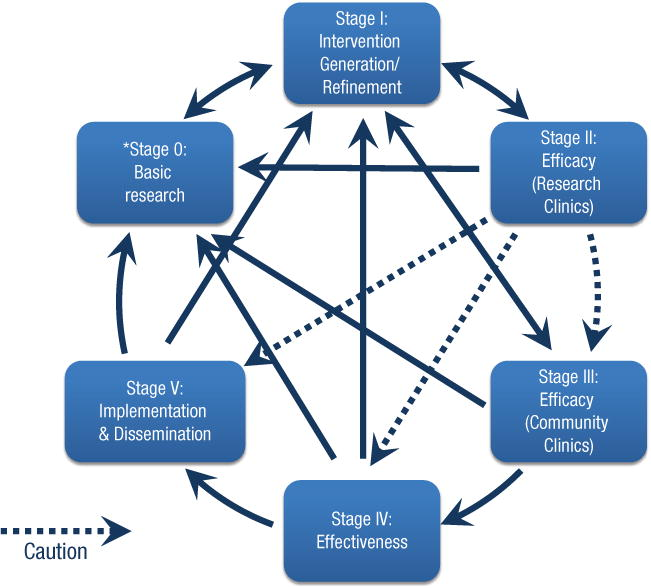 Stage I:
Intervention
Generation/
Refinement
*Stage 0:
Basic
research
Stage II:
Efficacy
(Research
Clinics)
Stage V:
Implementation
& Dissemination
Stage III:
Efficacy
(Community
Clinics)
Stage IV:
Effectiveness
Caution